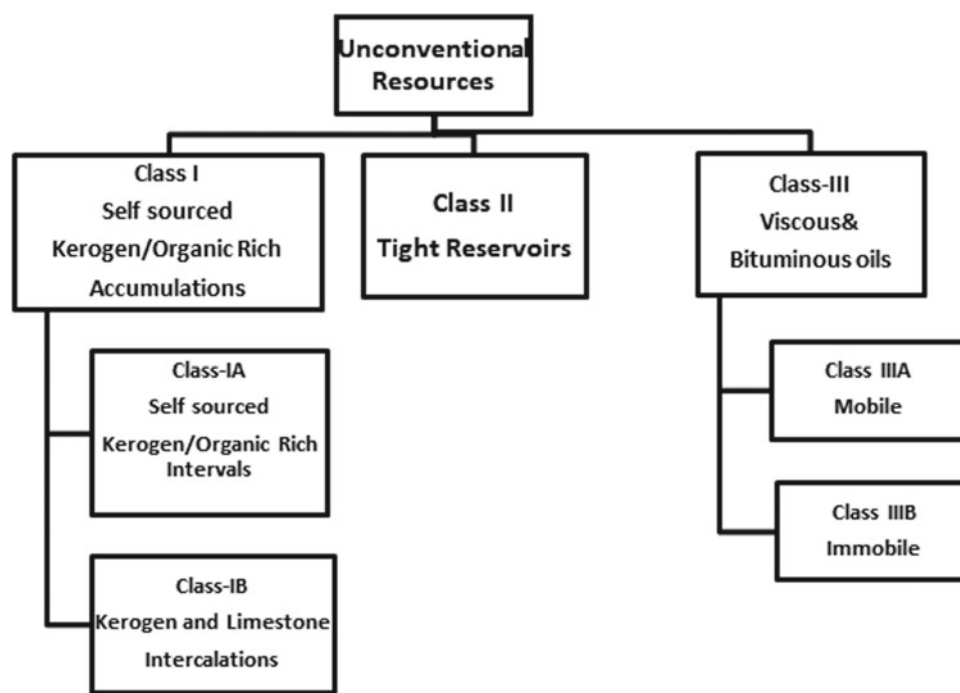 Unconventional
Resources
Class I
Self sourced
Kerogen/Organic Rich
Accumulations
Class II
Tight Reservoirs
Class-III
Viscous&
Bituminous oils
Class-IA
Self sourced
Kerogen/Organic Rich
Intervals
Class-IB
Kerogen and Limestone
Intercalations
Class IIIA
Mobile
Class IIIB
Immobile